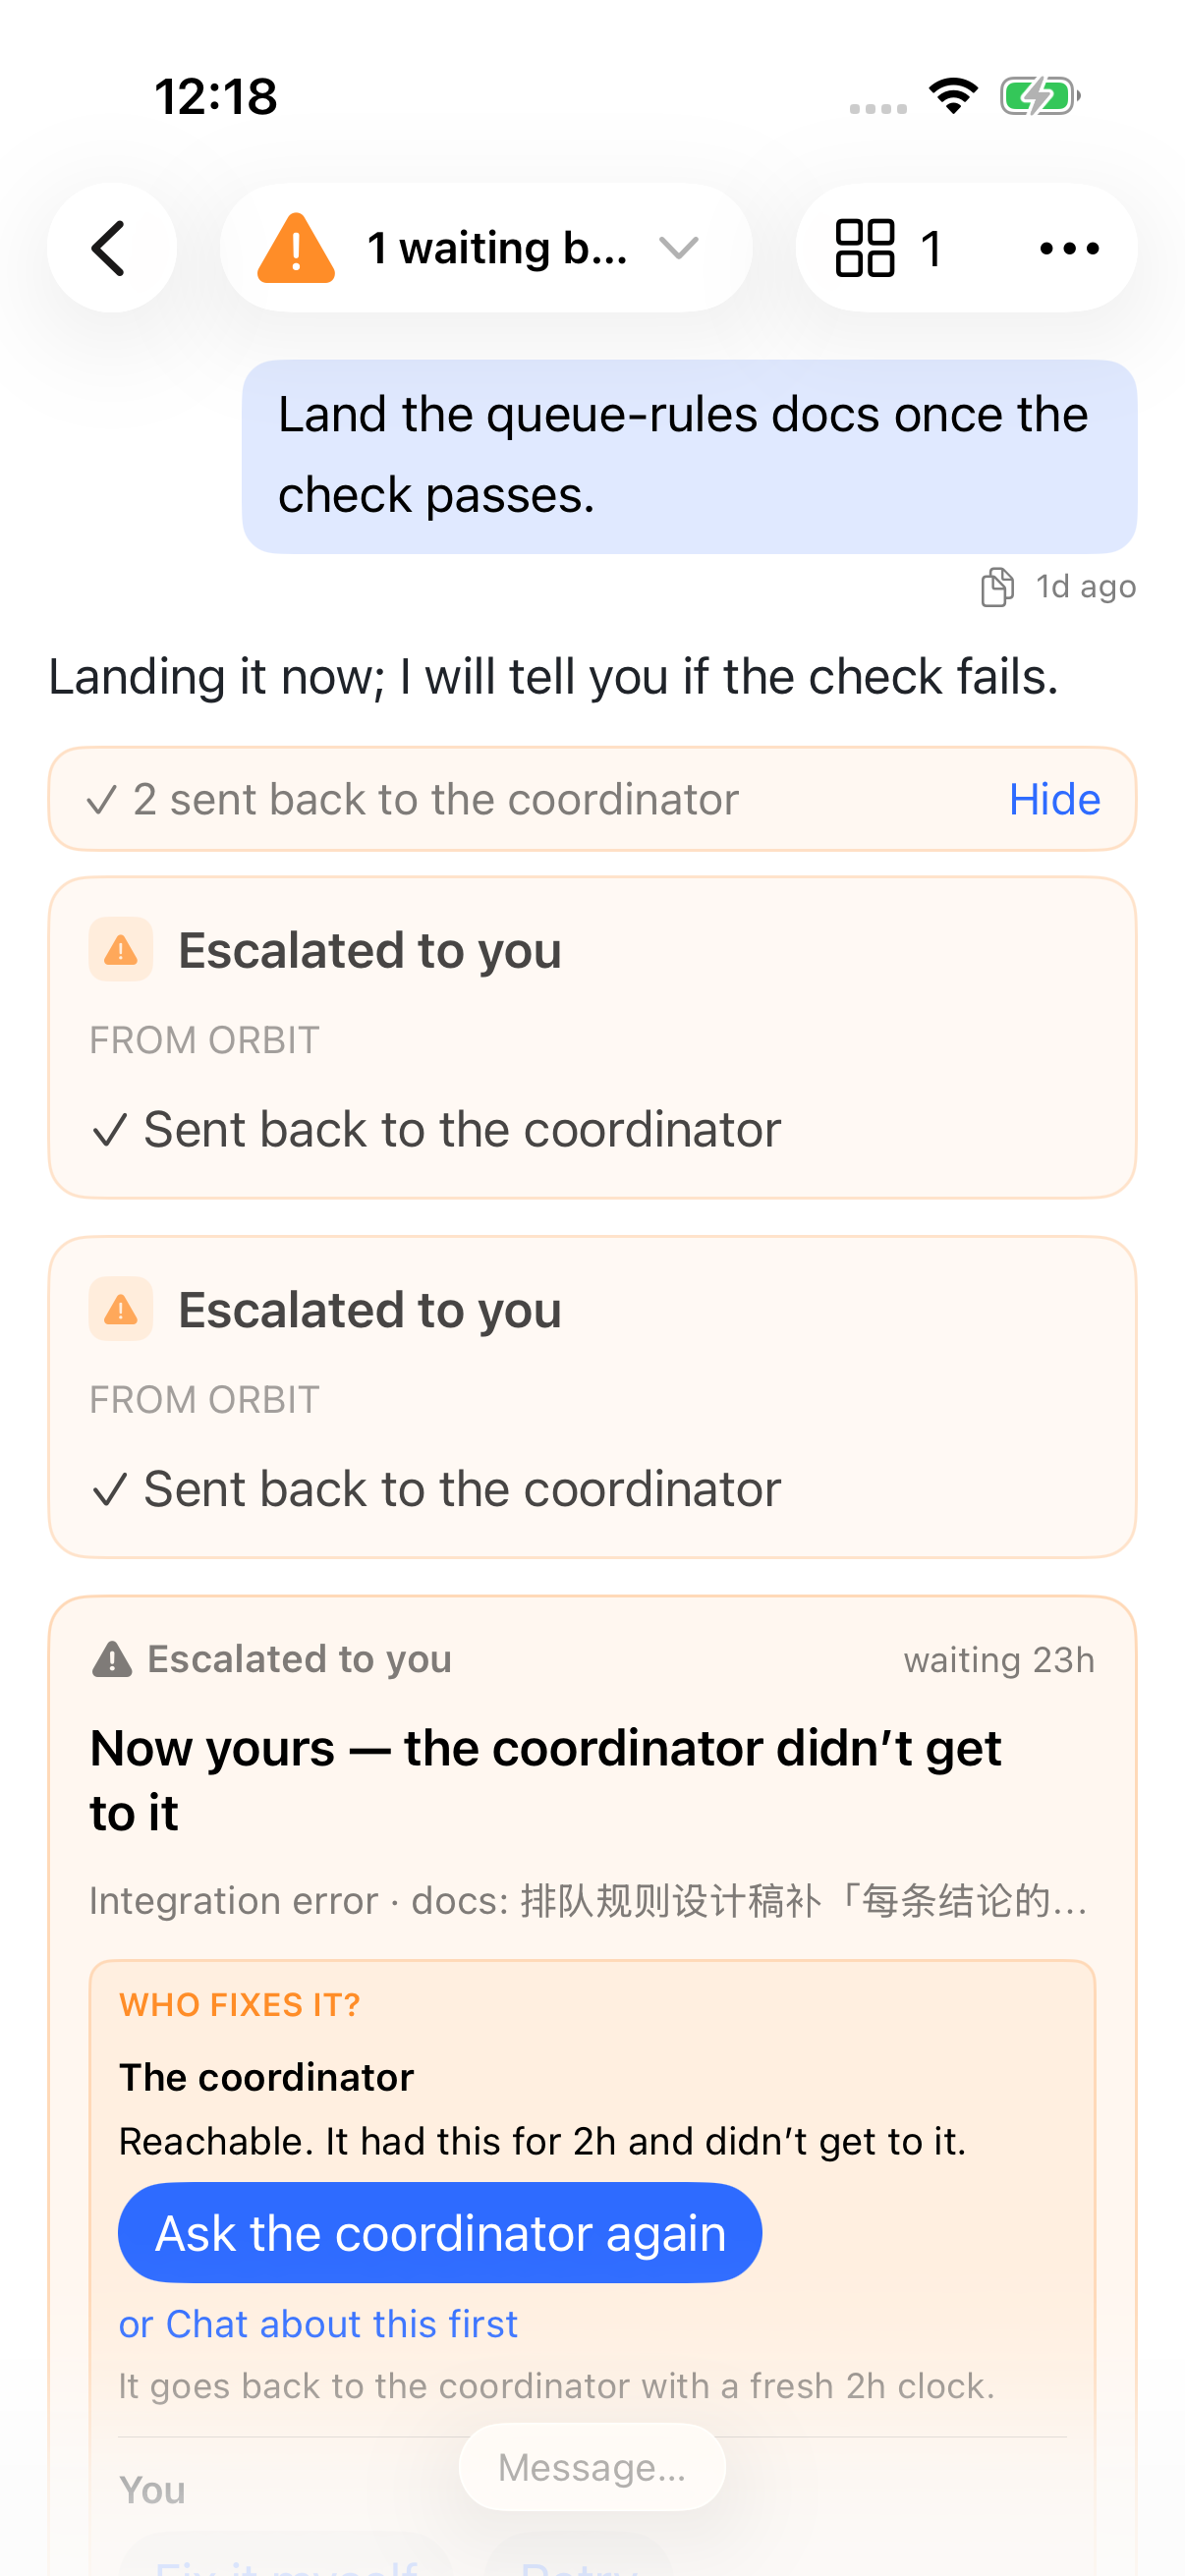 12:18
1 waiting b...
1
Land the queue-rules docs once the
check passes.
1d ago
Landing it now; I will tell you if the check fails.
✓ 2 sent back to the coordinator
Hide
Escalated to you
FROM ORBIT
✓ Sent back to the coordinator
Escalated to you
FROM ORBIT
✓ Sent back to the coordinator
Escalated to you
waiting 23h
Now yours — the coordinator didn’t get
to it
Integration error · docs: 排队规则设计稿补「每条结论的...
WHO FIXES IT?
The coordinator
Reachable. It had this for 2h and didn’t get to it.
Ask the coordinator again
or Chat about this first
It goes back to the coordinator with a fresh 2h clock.
Message...
You
Fix it myself
Retry